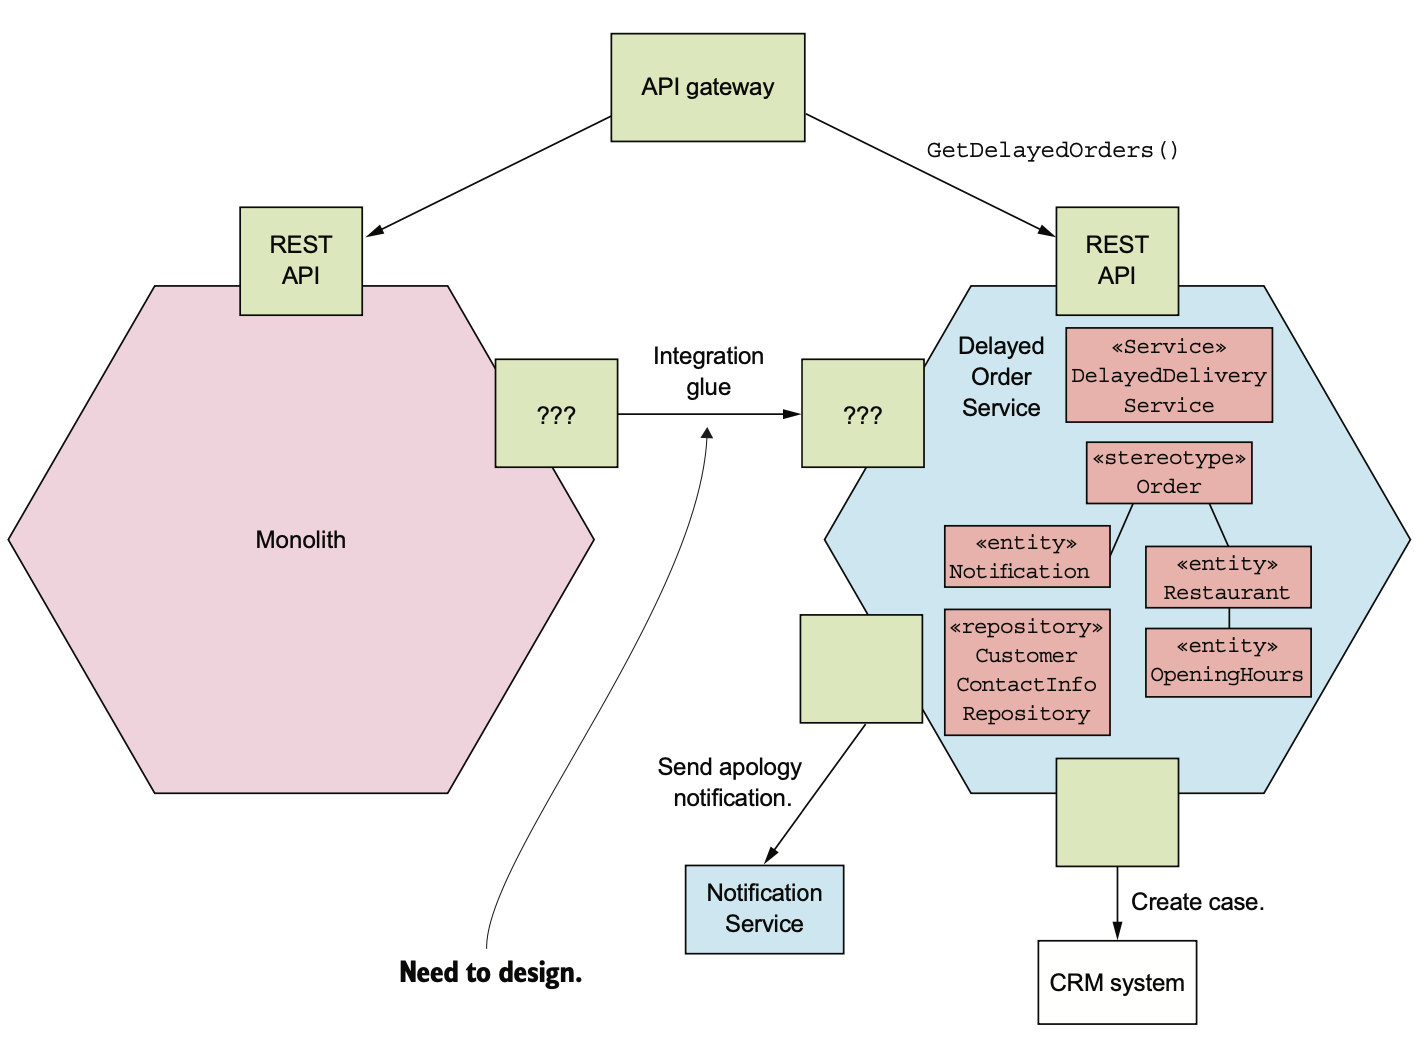 API gateway
GetDelayedOrders()
REST
API
REST
API
Integration
glue
???
???
Monolith
Delayed
Order
Service
«Service»
DelayedDelivery
Service
«stereotype»
Order
«entity»
Notification
«entity»
Restaurant
«repository»
Customer
ContactInfo
Repository
«entity»
OpeningHours
Send apology
notification.
Notification
Service
Create case.
Need to design.
CRM system